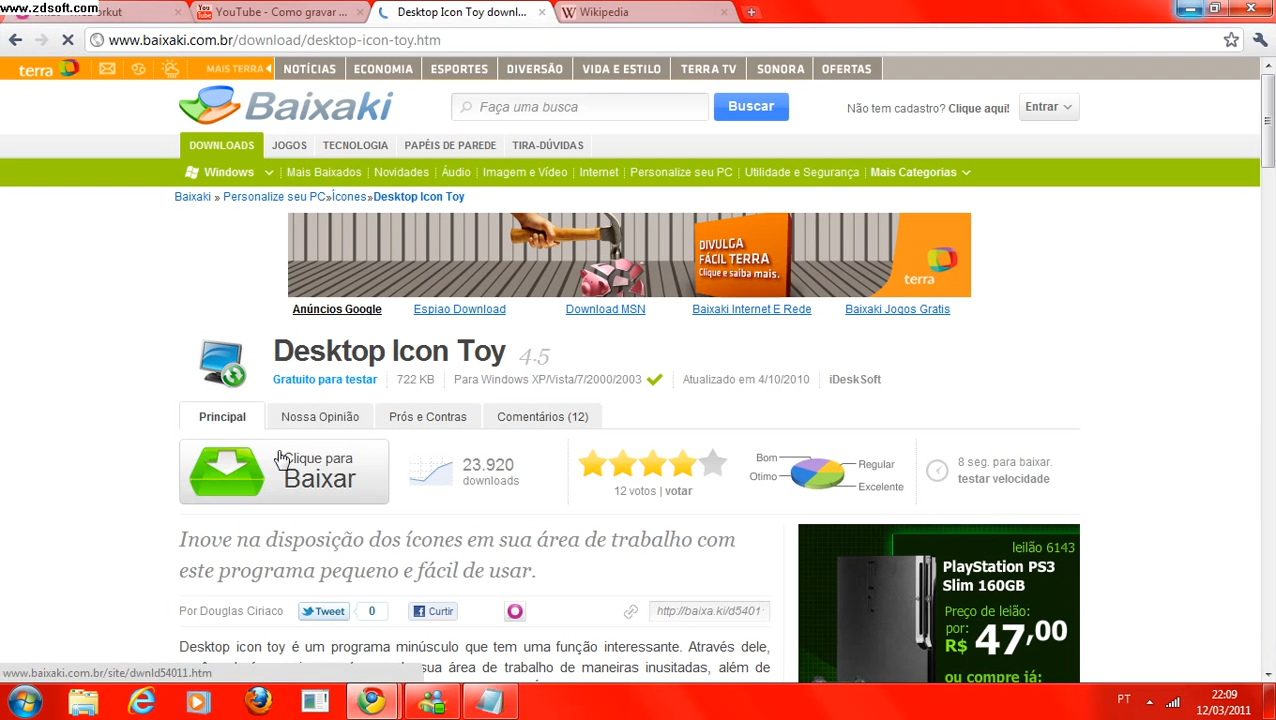 www.zdsoft.com
orkut
YouTube - Como gravar ...
Desktop Icon Toy downl...
Wikipedia
www.baixaki.com.br/download/desktop-icon-toy.htm
terra
MAIS TERRA
NOTÍCIAS
ECONOMIA
ESPORTES
DIVERSÃO
VIDA E ESTILO
TERRA TV
SONORA
OFERTAS
Baixaki
Faça uma busca
Buscar
Não tem cadastro? Clique aqui!
Entrar
DOWNLOADS
JOGOS
TECNOLOGIA
PAPÉIS DE PAREDE
TIRA-DÚVIDAS
Windows
Mais Baixados
Novidades
Áudio
Imagem e Vídeo
Internet
Personalize seu PC
Utilidade e Segurança
Mais Categorias
Baixaki » Personalize seu PC»Ícones»Desktop Icon Toy
DIVULGA
FÁCIL TERRA
Clique e saiba mais.
terra
Anúncios Google
Espiao Download
Download MSN
Baixaki Internet E Rede
Baixaki Jogos Gratis
Desktop Icon Toy 4.5
Gratuito para testar
722 KB
Para Windows XP/Vista/7/2000/2003
Atualizado em 4/10/2010
iDeskSoft
Principal
Nossa Opinião
Prós e Contras
Comentários (12)
Clique para
Baixar
23.920
downloads
12 votos | votar
Bom
Otimo
Regular
Excelente
8 seg. para baixar.
testar velocidade
Inove na disposição dos ícones em sua área de trabalho com
este programa pequeno e fácil de usar.
Por Douglas Ciriaco
Tweet
0
Curtir
http://baixa.ki/d5401
Desktop icon toy é um programa minúsculo que tem uma função interessante. Através dele,
sua área de trabalho de maneiras inusitadas, além de
leilão 6143
PlayStation PS3
Slim 160GB
Preço de leilão:
por:
R$ 47,00
ou compre já:
www.baixaki.com.br/site/dwnld54011.htm
PT
22:09
12/03/2011